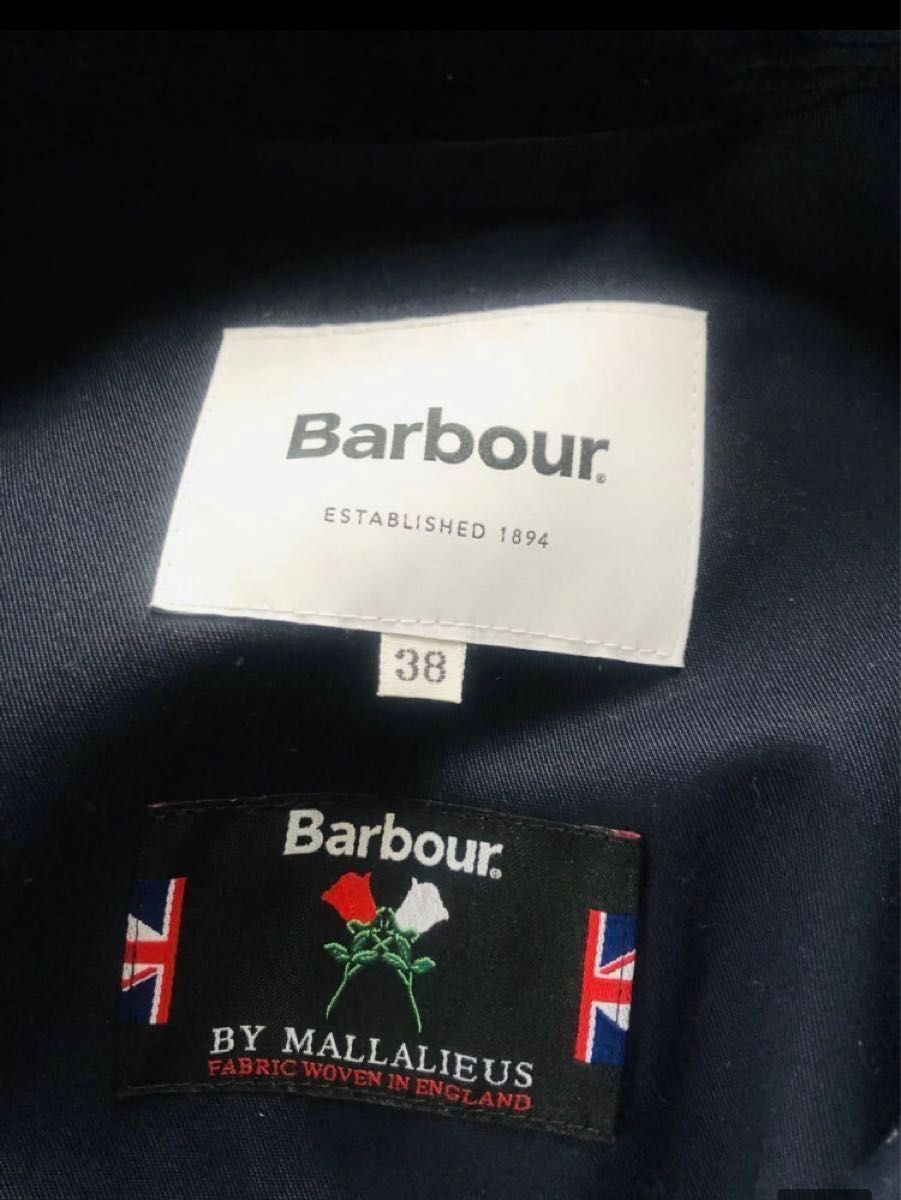 Barbour®
ESTABLISHED 1894
38
Barbour®
BY MALLALIEUS
FABRIC WOVEN IN ENGLAND